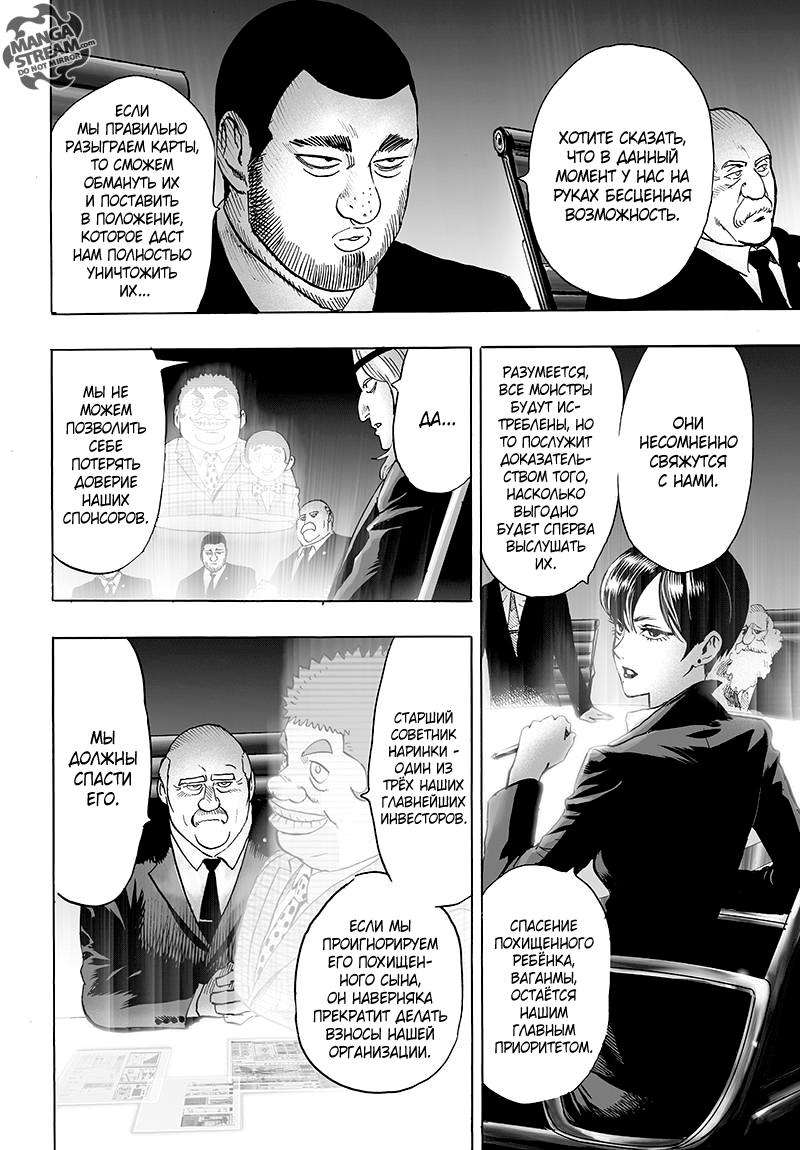 MANGA
STREAM.com
DO NOT MIRROR!
ХОТИТЕ СКАЗАТЬ,
ЧТО В ДАННЫЙ
МОМЕНТ У НАС НА
РУКАХ БЕСЦЕННАЯ
ВОЗМОЖНОСТЬ.
ЕСЛИ
МЫ ПРАВИЛЬНО
РАЗЫГРАЕМ КАРТЫ,
ТО СМОЖЕМ
ОБМАНУТЬ ИХ
И ПОСТАВИТЬ
В ПОЛОЖЕНИЕ,
КОТОРОЕ ДАСТ
НАМ ПОЛНОСТЬЮ
УНИЧТОЖИТЬ
ИХ...
ОНИ
НЕСОМНЕННО
СВЯЖУТСЯ
С НАМИ.
РАЗУМЕЕТСЯ,
ВСЕ МОНСТРЫ
БУДУТ ИС-
ТРЕБЛЕНЫ, НО
ТО ПОСЛУЖИТ
ДОКАЗАТЕЛЬ-
СТВОМ ТОГО,
НАСКОЛЬКО
ВЫГОДНО
БУДЕТ СПЕРВА
ВЫСЛУШАТЬ
ИХ.
СПАСЕНИЕ
ПОХИЩЕННОГО
РЕБЁНКА,
ВАГАНМЫ,
ОСТАЁТСЯ
НАШИМ
ГЛАВНЫМ
ПРИОРИТЕТОМ.
ДА...
МЫ НЕ
МОЖЕМ
ПОЗВОЛИТЬ
СЕБЕ
ПОТЕРЯТЬ
ДОВЕРИЕ
НАШИХ
СПОНСОРОВ.
СТАРШИЙ
СОВЕТНИК
НАРИНКИ -
ОДИН ИЗ
ТРЁХ НАШИХ
ГЛАВНЕЙШИХ
ИНВЕСТОРОВ.
ЕСЛИ МЫ
ПРОИГНОРИРУЕМ
ЕГО ПОХИЩЕН-
НОГО СЫНА,
ОН НАВЕРНЯКА
ПРЕКРАТИТ ДЕЛАТЬ
ВЗНОСЫ НАШЕЙ
ОРГАНИЗАЦИИ.
МЫ
ДОЛЖНЫ
СПАСТИ
ЕГО.